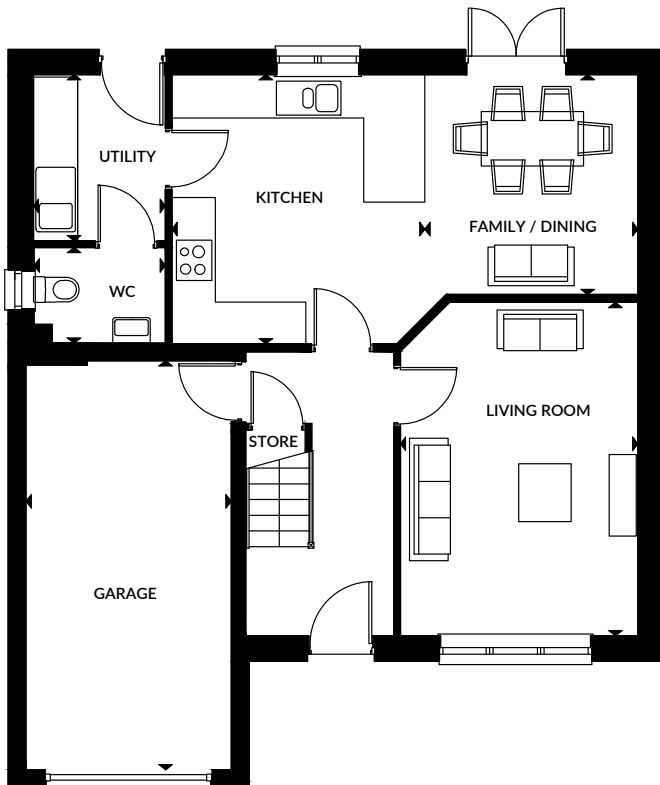 UTILITY
KITCHEN
FAMILY / DINING
WC
LIVING ROOM
STORE
GARAGE